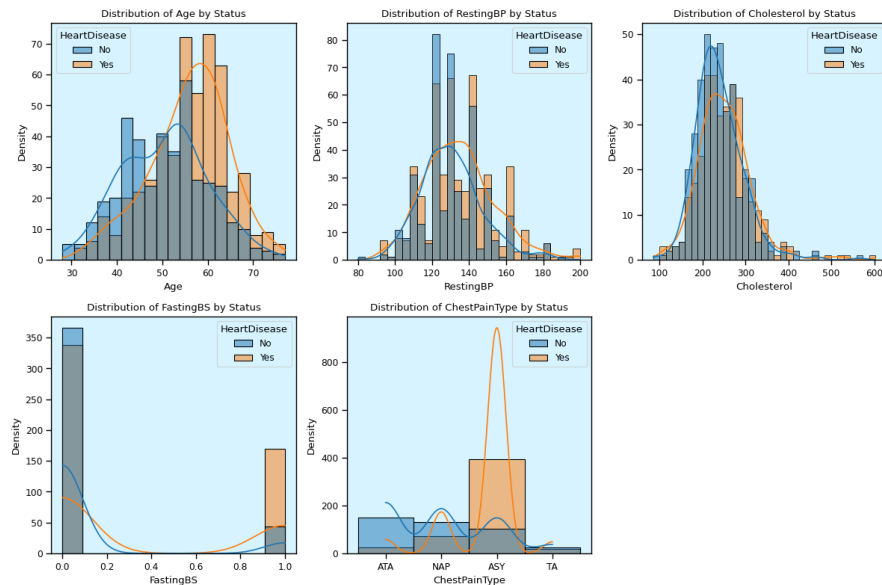 Distribution of Age by Status
HeartDisease
No
Yes
Density
70
60
50
40
30
20
10
0
30
40
50
60
70
Age
Distribution of RestingBP by Status
HeartDisease
No
Yes
Density
80
70
60
50
40
30
20
10
0
80
100
120
140
160
180
200
RestingBP
Distribution of Cholesterol by Status
HeartDisease
No
Yes
Density
50
40
30
20
10
0
100
200
300
400
500
600
Cholesterol
Distribution of FastingBS by Status
HeartDisease
No
Yes
Density
350
300
250
200
150
100
50
0
0.0
0.2
0.4
0.6
0.8
1.0
FastingBS
Distribution of ChestPainType by Status
HeartDisease
No
Yes
Density
800
600
400
200
0
ATA
NAP
ASY
TA
ChestPainType